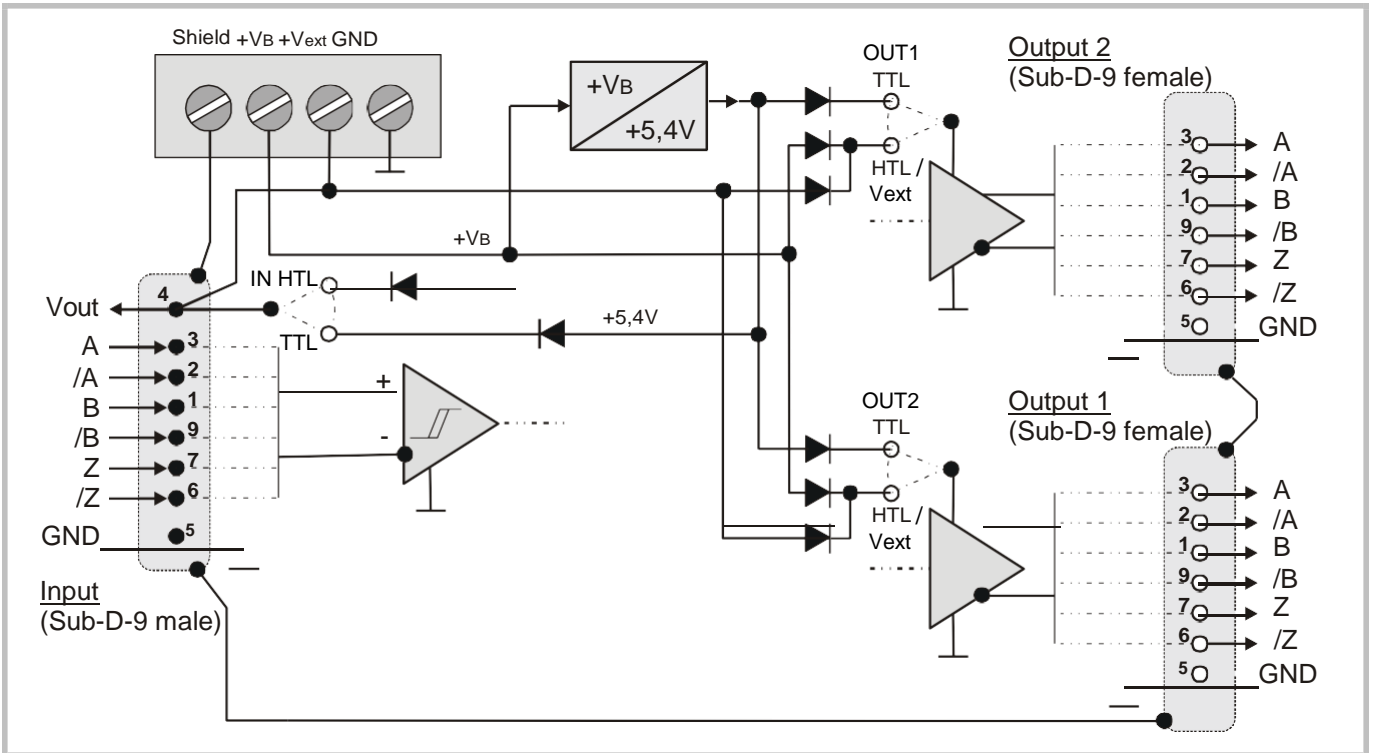 Shield +VB +Vext GND
+VB
+5,4V
OUT1
TTL
HTL /
Vext
Output 2
(Sub-D-9 female)
3 A
2 /A
1 B
9 /B
7 Z
6 /Z
5 GND
+VB
IN HTL
TTL
+5,4V
Vout 4
A 3
/A 2
B 1
/B 9
Z 7
/Z 6
GND 5
+
-
Input
(Sub-D-9 male)
OUT2
TTL
HTL /
Vext
Output 1
(Sub-D-9 female)
3 A
2 /A
1 B
9 /B
7 Z
6 /Z
5 GND